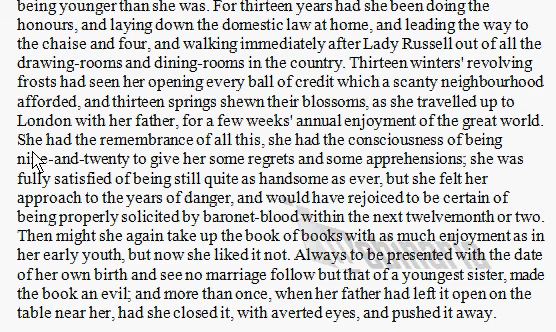 being younger than she was. For thirteen years had she been doing the
honours, and laying down the domestic law at home, and leading the way to
the chaise and four, and walking immediately after Lady Russell out of all the
drawing-rooms and dining-rooms in the country. Thirteen winters' revolving
frosts had seen her opening every ball of credit which a scanty neighbourhood
afforded, and thirteen springs shewn their blossoms, as she travelled up to
London with her father, for a few weeks' annual enjoyment of the great world.
She had the remembrance of all this, she had the consciousness of being
nine-and-twenty to give her some regrets and some apprehensions; she was
fully satisfied of being still quite as handsome as ever, but she felt her
approach to the years of danger, and would have rejoiced to be certain of
being properly solicited by baronet-blood within the next twelvemonth or two.
Then might she again take up the book of books with as much enjoyment as in
her early youth, but now she liked it not. Always to be presented with the date
of her own birth and see no marriage follow but that of a youngest sister, made
the book an evil; and more than once, when her father had left it open on the
table near her, had she closed it, with averted eyes, and pushed it away.